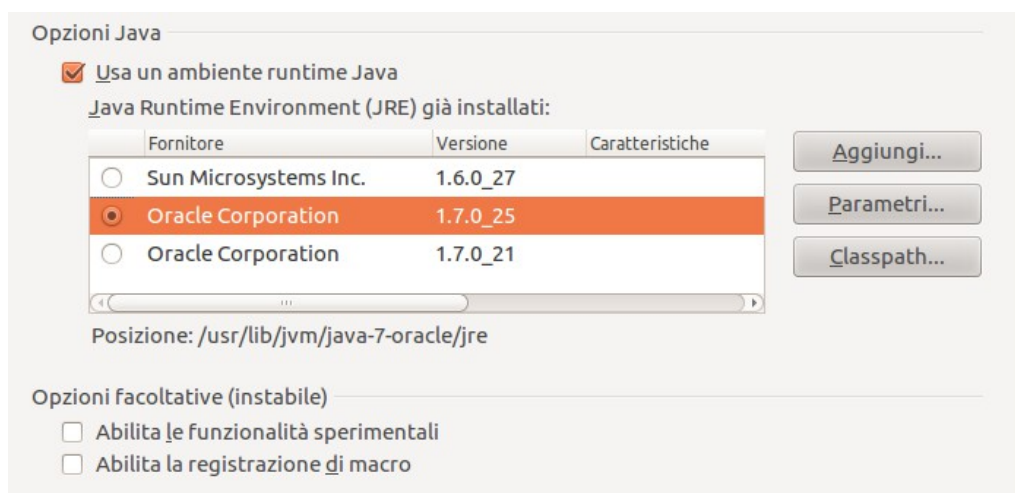 Opzioni Java
Usa un ambiente runtime Java
Java Runtime Environment (JRE) già installati:
Fornitore Versione Caratteristiche
Sun Microsystems Inc. 1.6.0_27
Oracle Corporation 1.7.0_25
Oracle Corporation 1.7.0_21
Aggiungi...
Parametri...
Classpath...
Posizione: /usr/lib/jvm/java-7-oracle/jre
Opzioni facoltative (instabile)
Abilita le funzionalità sperimentali
Abilita la registrazione di macro